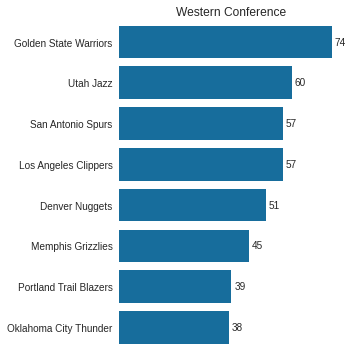 Western Conference
Golden State Warriors 74
Utah Jazz 60
San Antonio Spurs 57
Los Angeles Clippers 57
Denver Nuggets 51
Memphis Grizzlies 45
Portland Trail Blazers 39
Oklahoma City Thunder 38